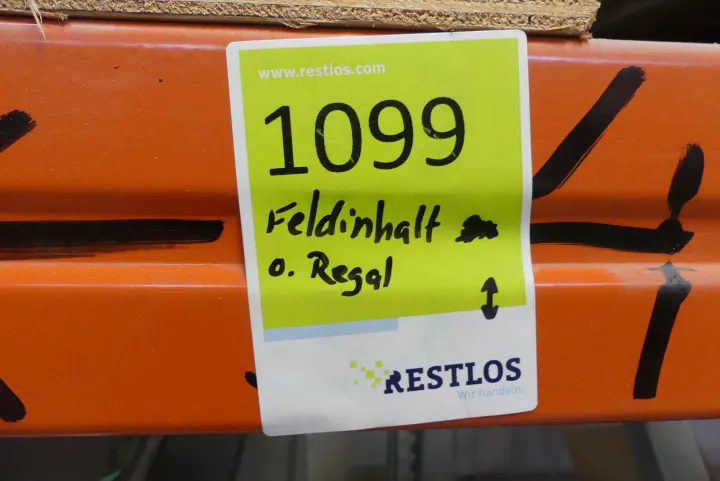 www.restlos.com
1099
Feldinhalt
o. Regal
RESTLOS
Wir handeln.